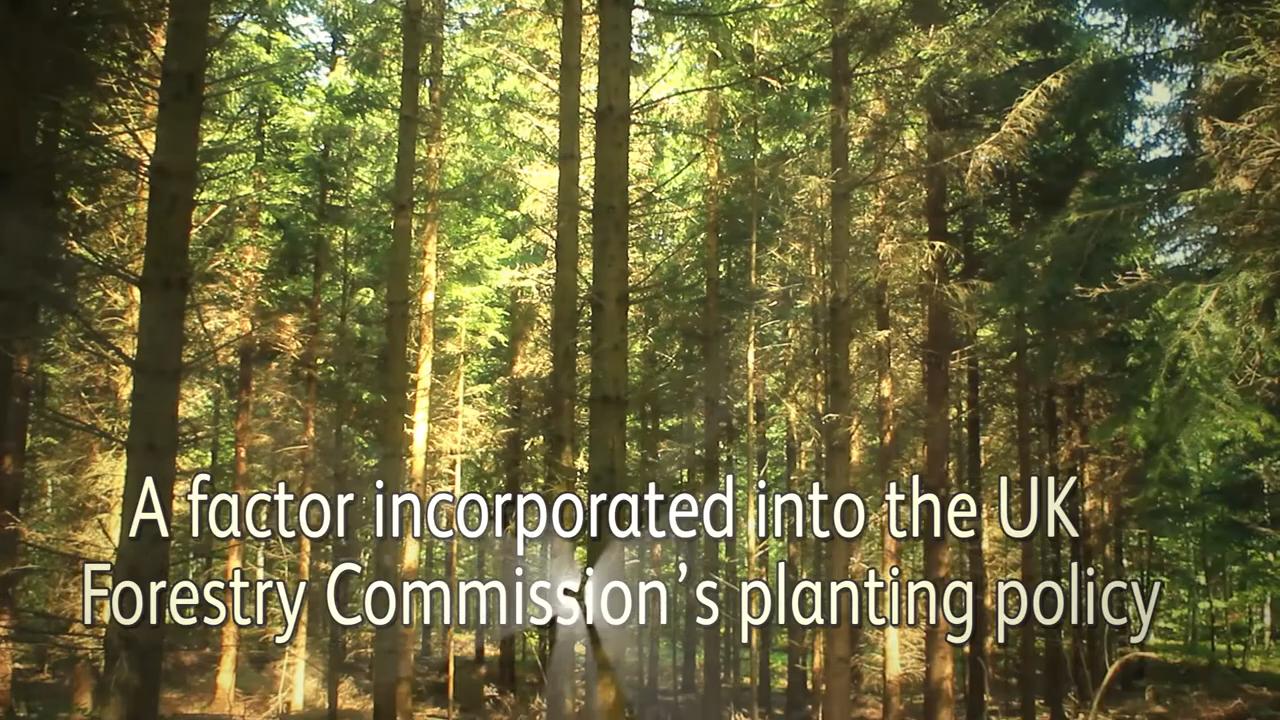 A factor incorporated into the UK
Forestry Commission’s planting policy